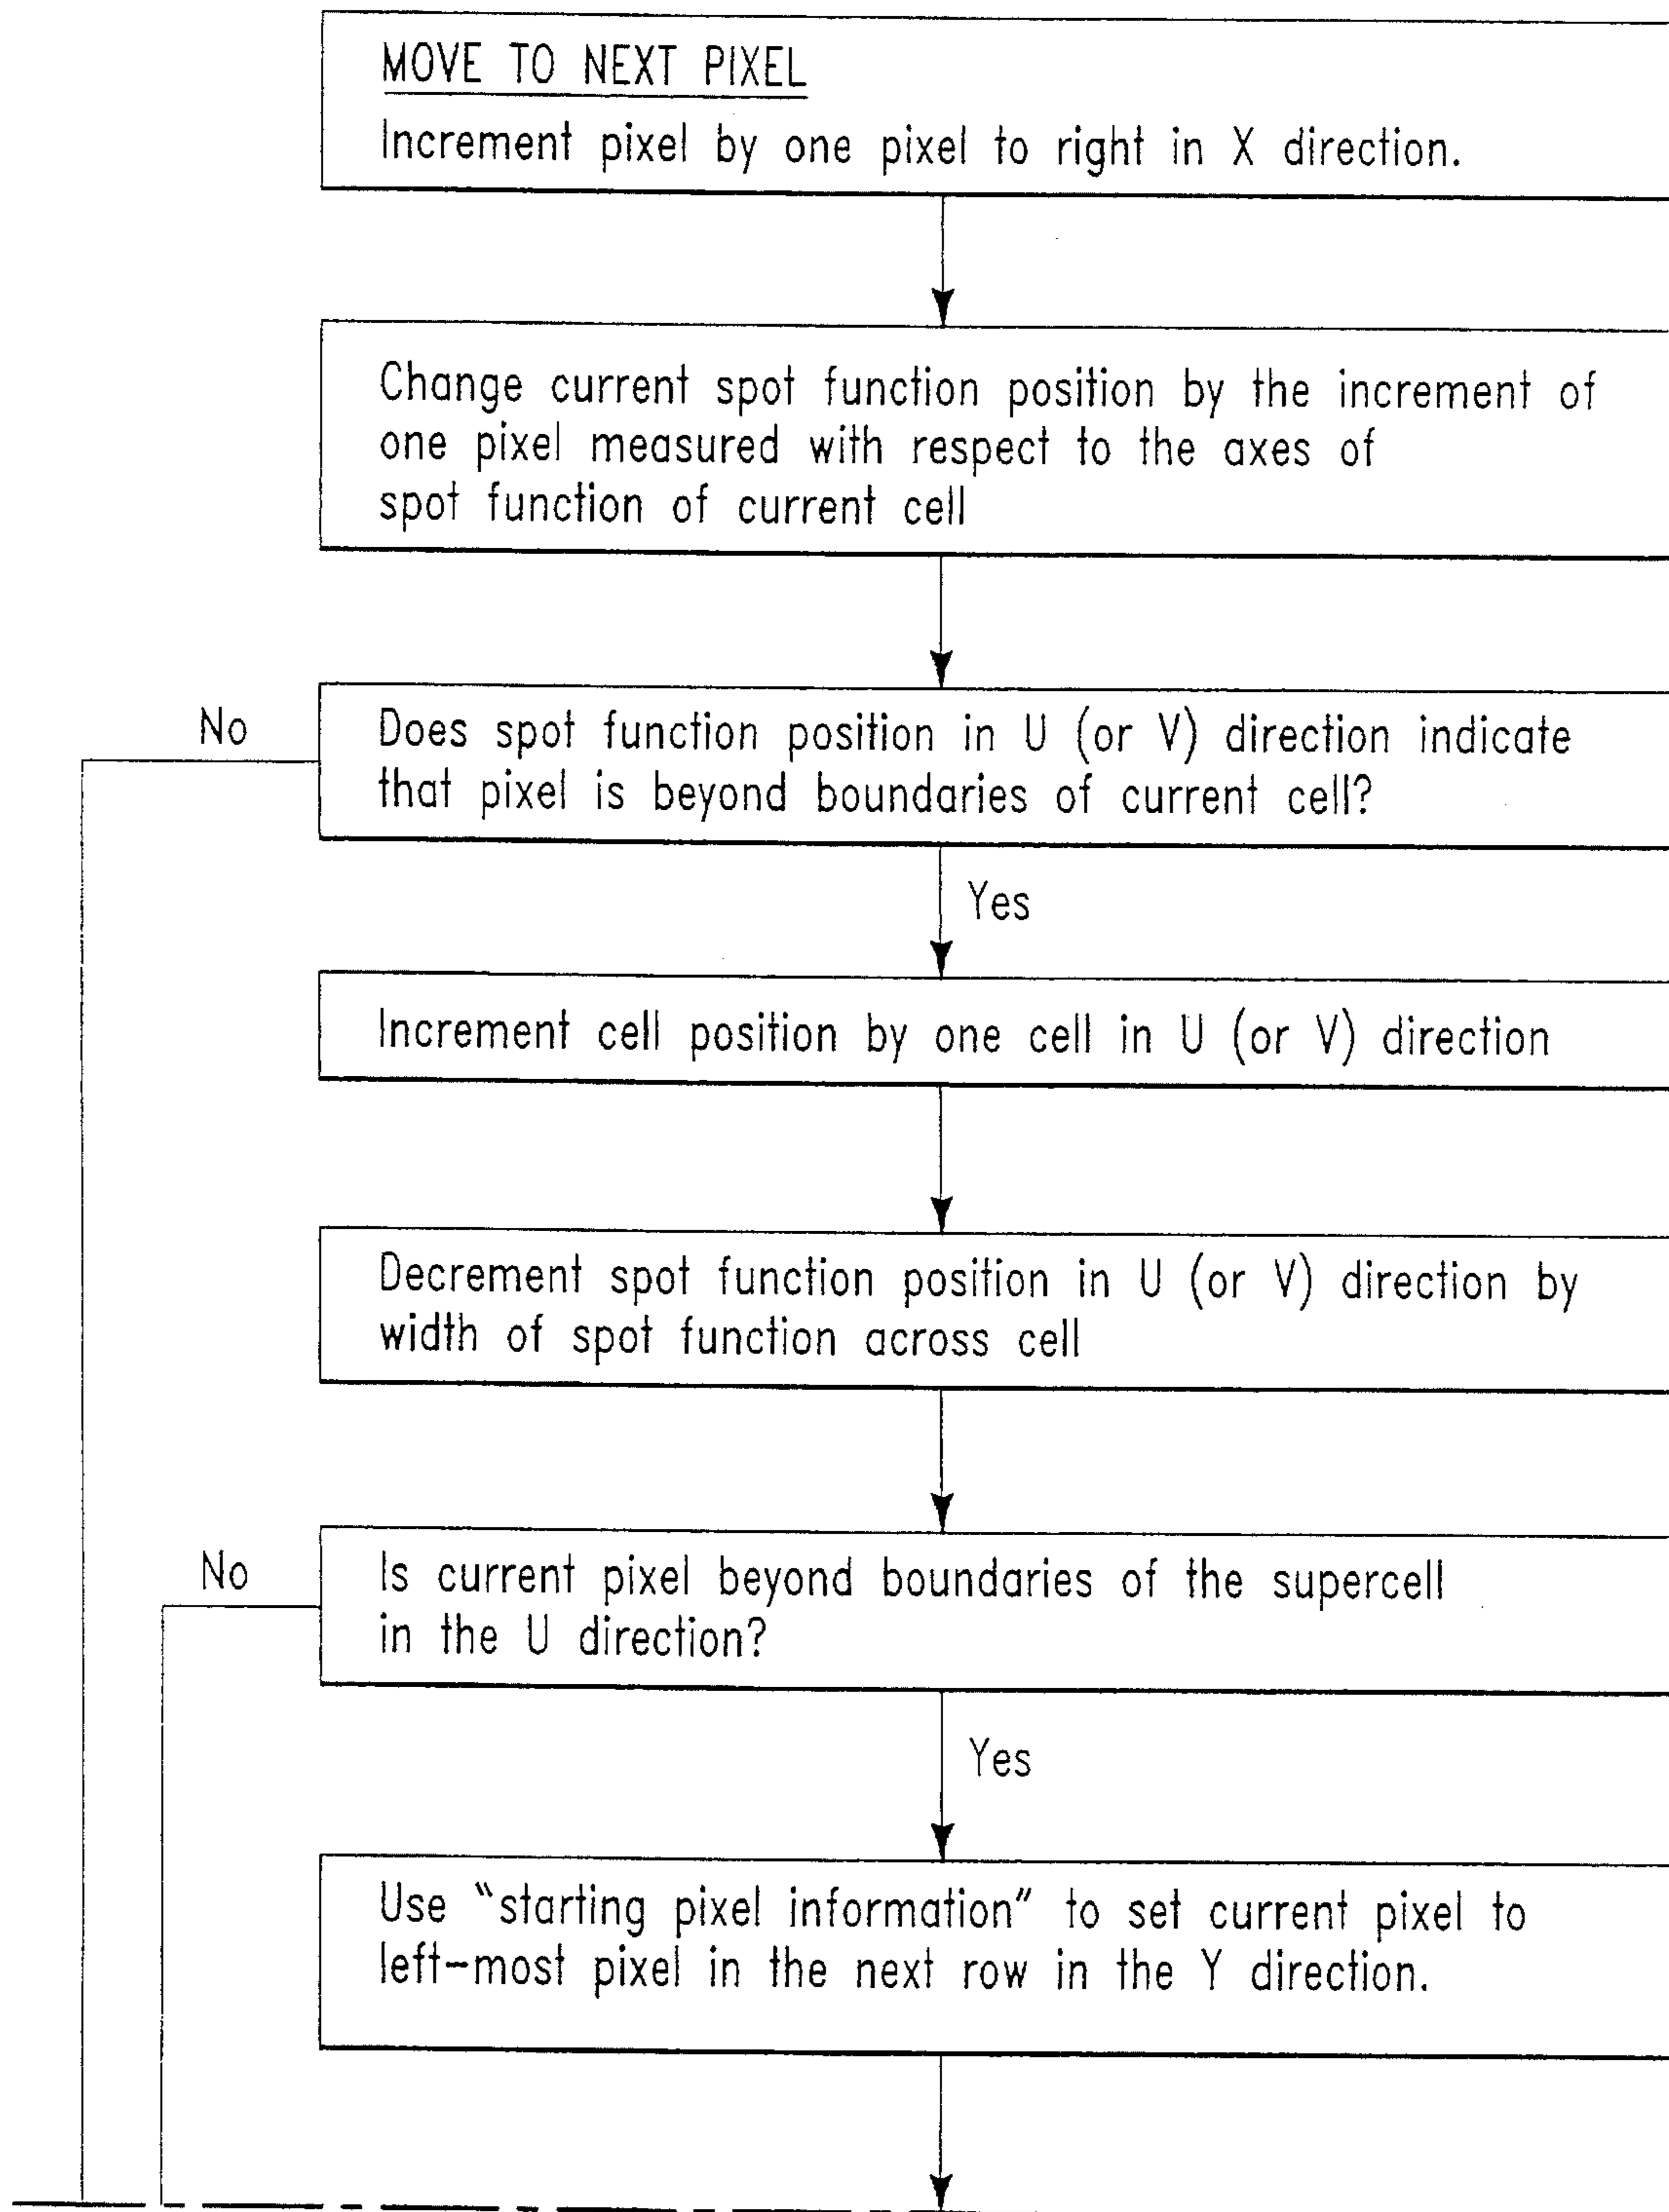 MOVE TO NEXT PIXEL
Increment pixel by one pixel to right in X direction.
Change current spot function position by the increment of
one pixel measured with respect to the axes of
spot function of current cell
No
Does spot function position in U (or V) direction indicate
that pixel is beyond boundaries of current cell?
Yes
Increment cell position by one cell in U (or V) direction
Decrement spot function position in U (or V) direction by
width of spot function across cell
No
Is current pixel beyond boundaries of the supercell
in the U direction?
Yes
Use "starting pixel information" to set current pixel to
left-most pixel in the next row in the Y direction.